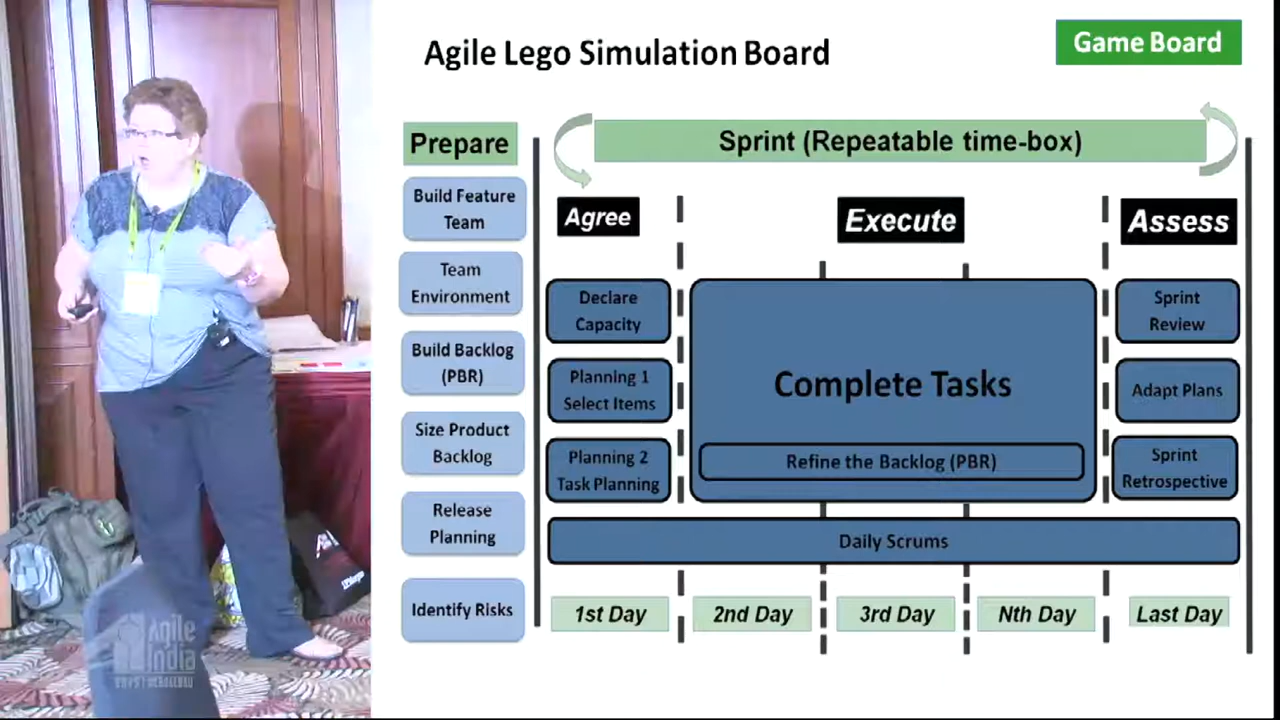 Agile Lego Simulation Board
Game Board
Prepare
Sprint (Repeatable time-box)
Build Feature
Team
Team
Environment
Build Backlog
(PBR)
Size Product
Backlog
Release
Planning
Identify Risks
Agree
Execute
Assess
Declare
Capacity
Planning 1
Select Items
Planning 2
Task Planning
Complete Tasks
Refine the Backlog (PBR)
Sprint
Review
Adapt Plans
Sprint
Retrospective
Daily Scrums
1st Day
2nd Day
3rd Day
Nth Day
Last Day
Agile
India